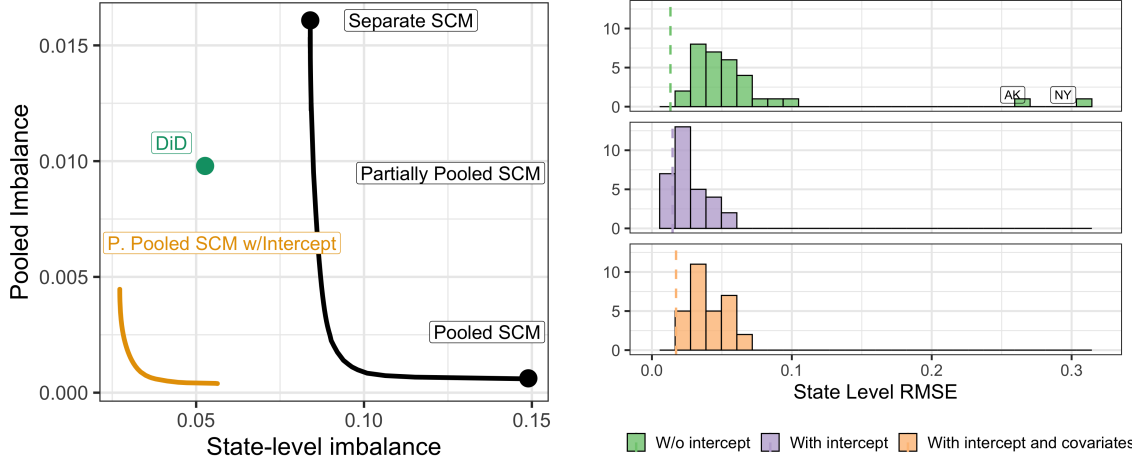 Separate SCM
DiD
Partially Pooled SCM
P. Pooled SCM w/Intercept
Pooled SCM
Pooled Imbalance
0.015
0.010
0.005
0.000
0.05
0.10
0.15
State-level imbalance
10
5
0
AK
NY
10
5
0
10
5
0
0.0
0.1
0.2
0.3
State Level RMSE
W/o intercept
With intercept
With intercept and covariates